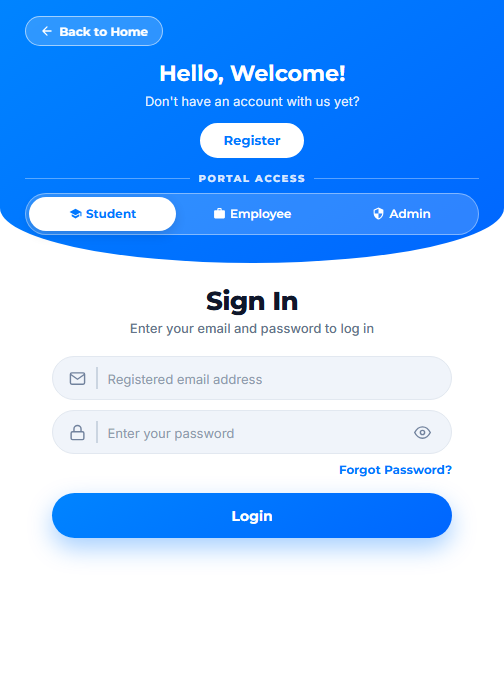 Back to Home
Hello, Welcome!
Don't have an account with us yet?
Register
PORTAL ACCESS
Student Employee Admin
Sign In
Enter your email and password to log in
Registered email address
Enter your password
Forgot Password?
Login